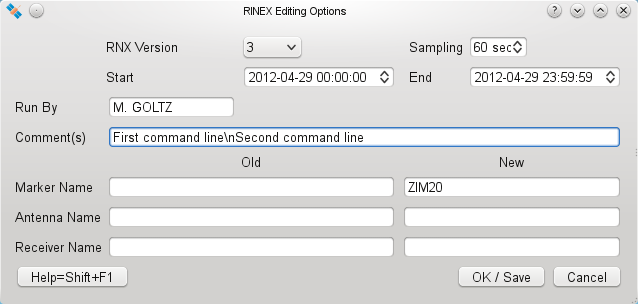 RINEX Editing Options
RNX Version 3 Sampling 60 sec
Start 2012-04-29 00:00:00 End 2012-04-29 23:59:59
Run By M. GOLTZ
Comment(s) First command line\nSecond command line
Old New
Marker Name ZIM20
Antenna Name
Receiver Name
Help=Shift+F1 OK / Save Cancel